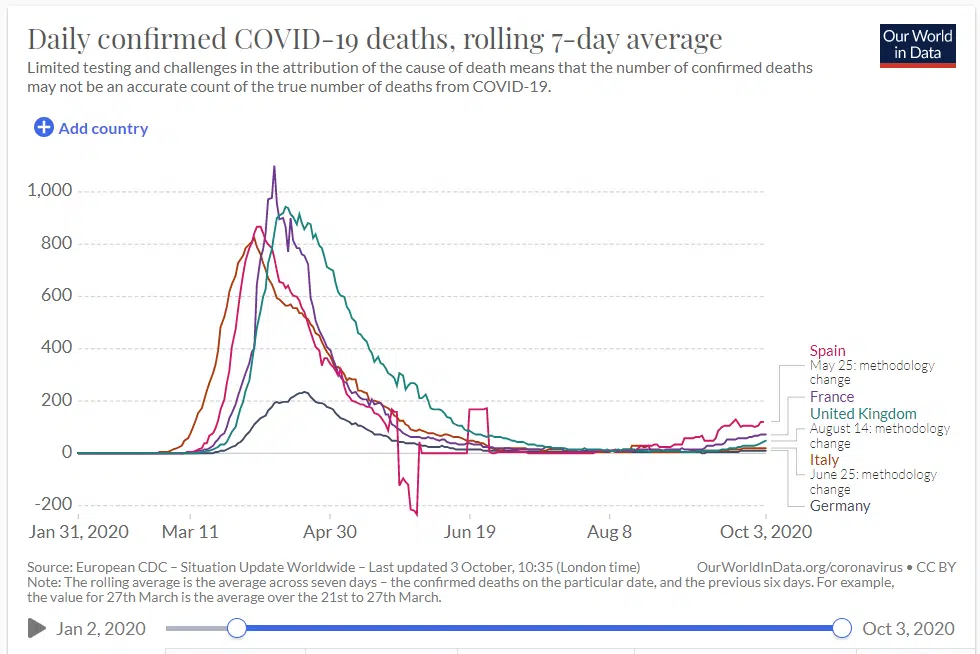 Daily confirmed COVID-19 deaths, rolling 7-day average
Our World
in Data
Limited testing and challenges in the attribution of the cause of death means that the number of confirmed deaths
may not be an accurate count of the true number of deaths from COVID-19.
Add country
1,000
800
600
400
200
0
-200
Spain
May 25: methodology
change
France
United Kingdom
August 14: methodology
change
Italy
June 25: methodology
change
Germany
Jan 31, 2020 Mar 11 Apr 30 Jun 19 Aug 8 Oct 3, 2020
Source: European CDC – Situation Update Worldwide – Last updated 3 October, 10:35 (London time) OurWorldInData.org/coronavirus • CC BY
Note: The rolling average is the average across seven days – the confirmed deaths on the particular date, and the previous six days. For example,
the value for 27th March is the average over the 21st to 27th March.
Jan 2, 2020 Oct 3, 2020